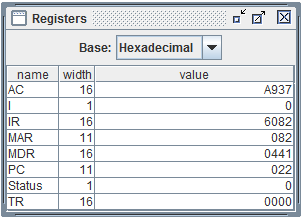 Registers
Base: Hexadecimal
name width value
AC 16 A937
I 1 0
IR 16 6082
MAR 11 082
MDR 16 0441
PC 11 022
Status 1 0
TR 16 0000